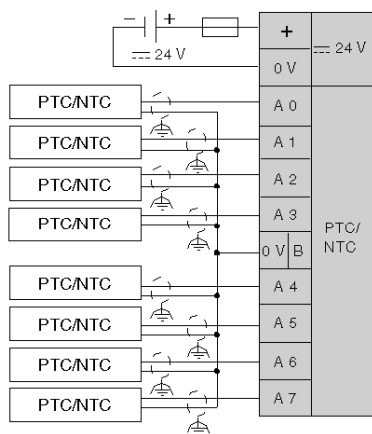 − +
+
⎓ 24 V
⎓ 24 V
0 V
PTC/NTC
A 0
PTC/NTC
A 1
PTC/NTC
A 2
PTC/NTC
A 3
PTC/
NTC
0 V B
PTC/NTC
A 4
PTC/NTC
A 5
PTC/NTC
A 6
PTC/NTC
A 7